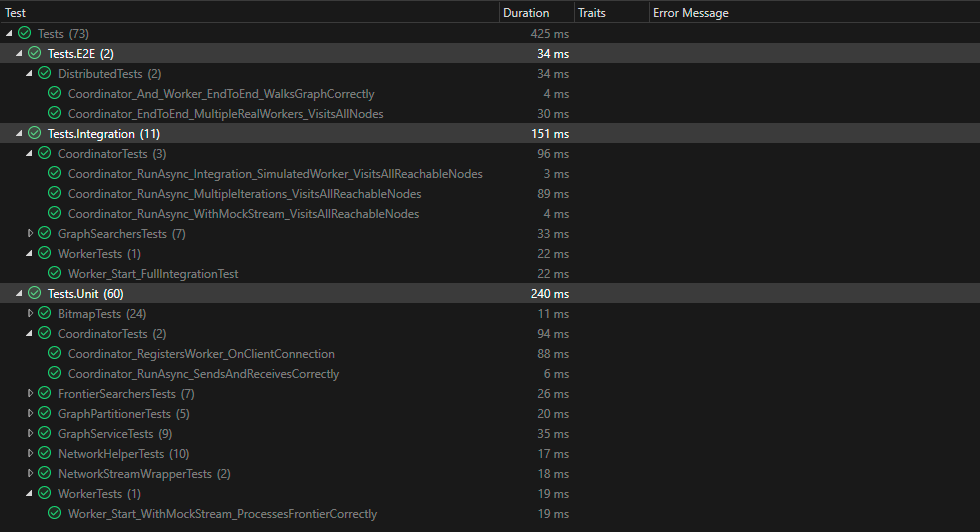 Test Duration Traits Error Message
Tests (73) 425 ms
Tests.E2E (2) 34 ms
DistributedTests (2) 34 ms
Coordinator_And_Worker_EndToEnd_WalksGraphCorrectly 4 ms
Coordinator_EndToEnd_MultipleRealWorkers_VisitsAllNodes 30 ms
Tests.Integration (11) 151 ms
CoordinatorTests (3) 96 ms
Coordinator_RunAsync_Integration_SimulatedWorker_VisitsAllReachableNodes 3 ms
Coordinator_RunAsync_MultipleIterations_VisitsAllReachableNodes 89 ms
Coordinator_RunAsync_WithMockStream_VisitsAllReachableNodes 4 ms
GraphSearchersTests (7) 33 ms
WorkerTests (1) 22 ms
Worker_Start_FullIntegrationTest 22 ms
Tests.Unit (60) 240 ms
BitmapTests (24) 11 ms
CoordinatorTests (2) 94 ms
Coordinator_RegistersWorker_OnClientConnection 88 ms
Coordinator_RunAsync_SendsAndReceivesCorrectly 6 ms
FrontierSearchersTests (7) 26 ms
GraphPartitionerTests (5) 20 ms
GraphServiceTests (9) 35 ms
NetworkHelperTests (10) 17 ms
NetworkStreamWrapperTests (2) 18 ms
WorkerTests (1) 19 ms
Worker_Start_WithMockStream_ProcessesFrontierCorrectly 19 ms